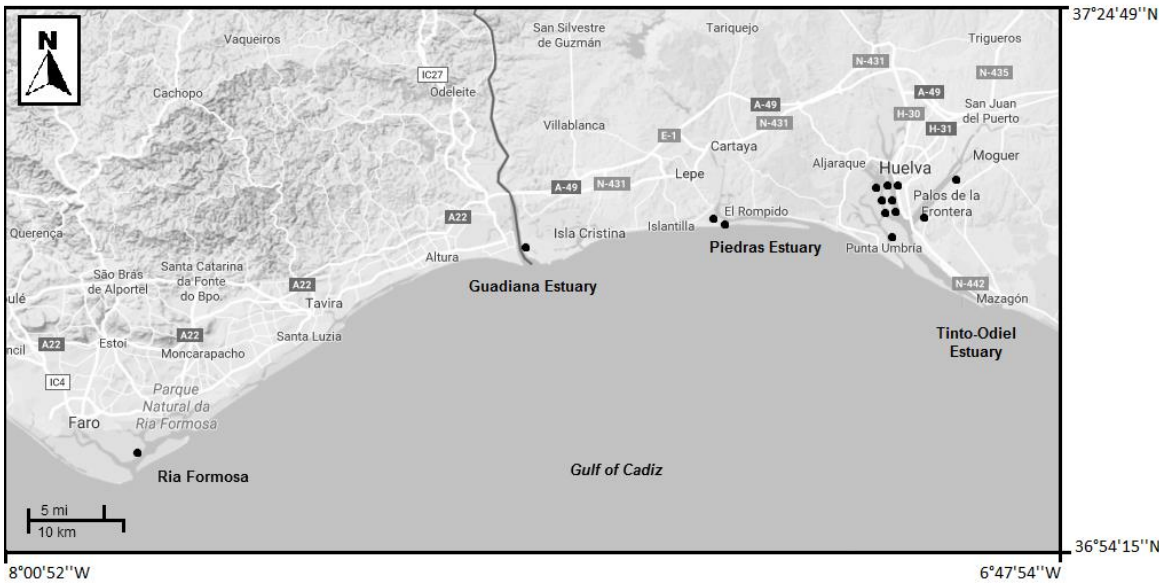 37°24'49''N
N
Vaqueiros
San Silvestre
de Guzmán
Tariquejo
Trigueros
IC27
Odeleite
N-431
N-435
Cachopo
A-49
A-49
San Juan
del Puerto
H-30
Villablanca
E-1
N-431
H-31
Cartaya
Aljaraque
Huelva
Moguer
Lepe
A-49
N-431
Palos de la
Frontera
A22
El Rompido
Querença
Altura
Isla Cristina
Islantilla
Piedras Estuary
Punta Umbría
São Brás
de Alportel
Santa Catarina
da Fonte
do Bpo.
A22
Guadiana Estuary
N-442
Mazagón
oulé
Tavira
A22
Santa Luzia
Tinto-Odiel
Estuary
ncil
A22
Estoi
Moncarapacho
IC4
Parque
Natural da
Ria Formosa
Faro
Ria Formosa
Gulf of Cadiz
5 mi
10 km
36°54'15''N
8°00'52''W
6°47'54''W